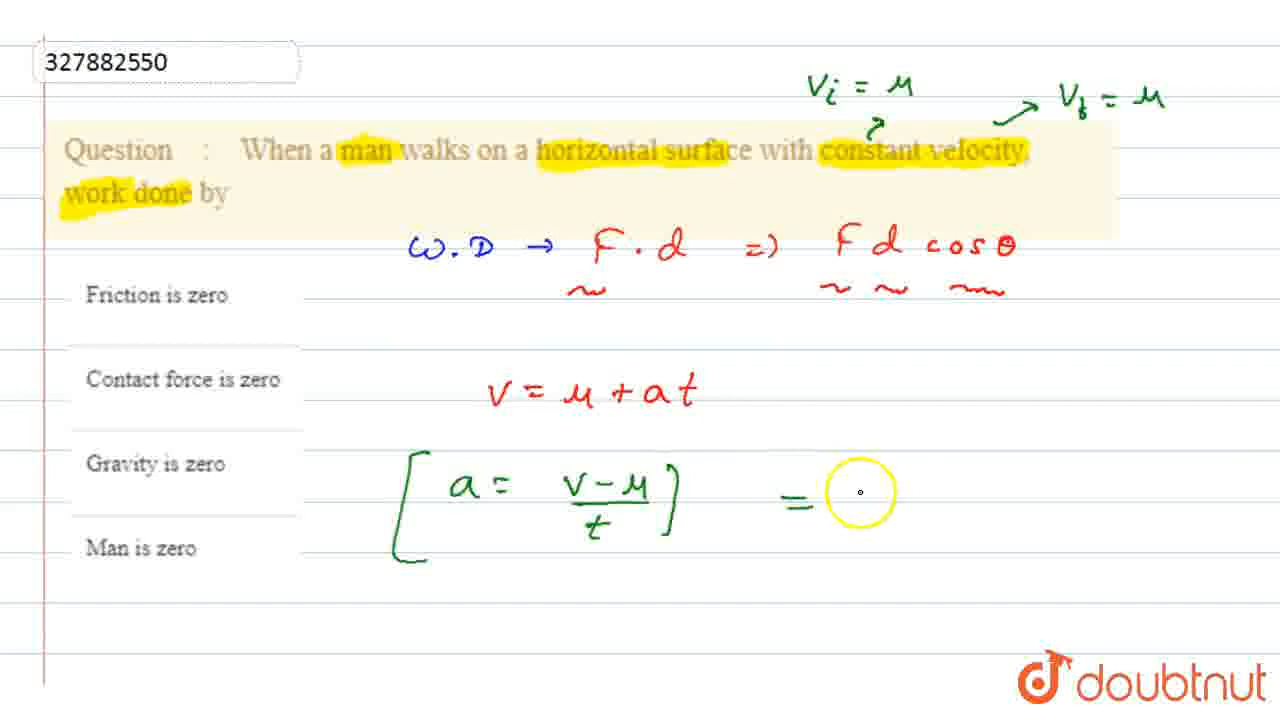 327882550
Vi = u
Vf = u
Question : When a man walks on a horizontal surface with constant velocity,
work done by
W.D → F . d => F d cos θ
Friction is zero
Contact force is zero
v = u + at
Gravity is zero
[ a = v - u / t ] =
Man is zero
doubtnut